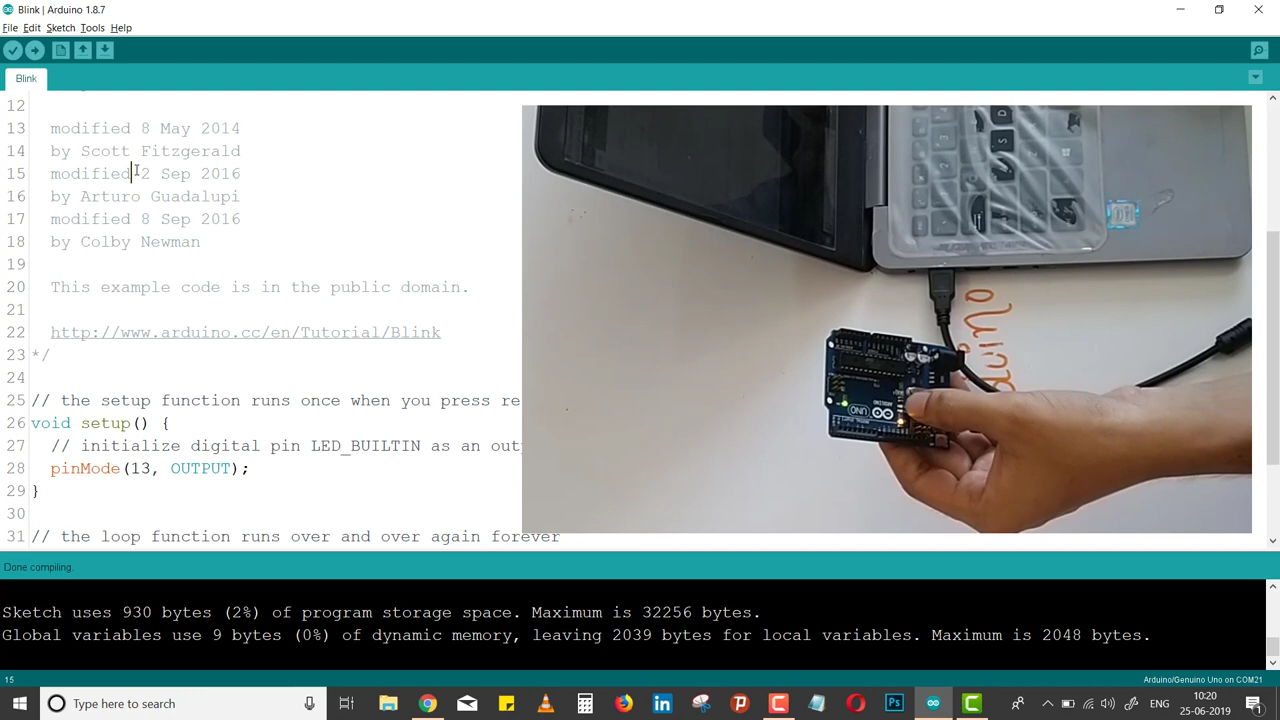 Blink | Arduino 1.8.7
File Edit Sketch Tools Help
Blink
12
13 modified 8 May 2014
14 by Scott Fitzgerald
15 modified 2 Sep 2016
16 by Arturo Guadalupi
17 modified 8 Sep 2016
18 by Colby Newman
19
20 This example code is in the public domain.
21
22 http://www.arduino.cc/en/Tutorial/Blink
23 */
24
25 // the setup function runs once when you press re
26 void setup() {
27 // initialize digital pin LED_BUILTIN as an out
28 pinMode(13, OUTPUT);
29 }
30
31 // the loop function runs over and over again forever
ARDUINO
UNO
Done compiling.
Sketch uses 930 bytes (2%) of program storage space. Maximum is 32256 bytes.
Global variables use 9 bytes (0%) of dynamic memory, leaving 2039 bytes for local variables. Maximum is 2048 bytes.
15
Arduino/Genuino Uno on COM21
Type here to search
ENG
10:20
25-06-2019